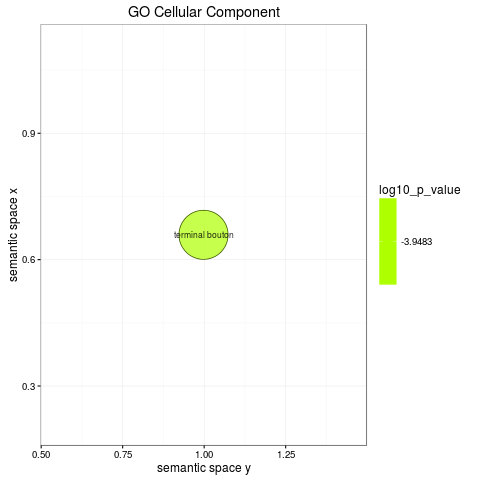 GO Cellular Component
semantic space x
0.9
0.6
0.3
terminal bouton
0.50
0.75
1.00
1.25
semantic space y
log10_p_value
-3.9483